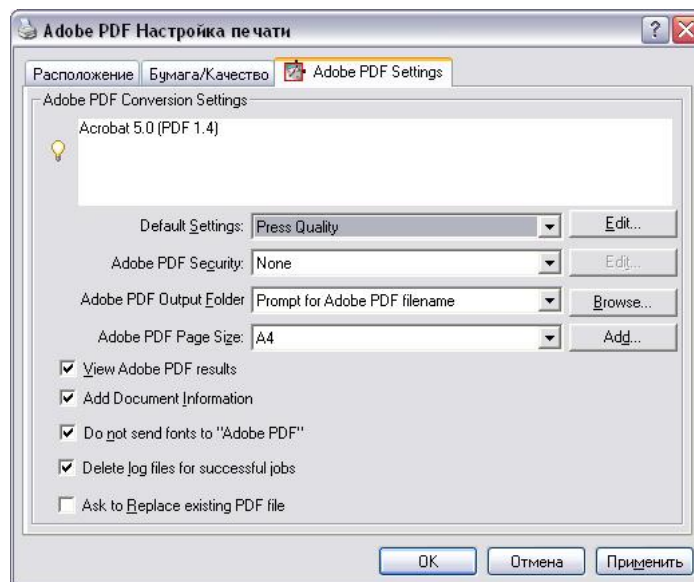 Adobe PDF Настройка печати
Расположение Бумага/Качество Adobe PDF Settings
Adobe PDF Conversion Settings
Acrobat 5.0 (PDF 1.4)
Default Settings: Press Quality Edit...
Adobe PDF Security: None Edit...
Adobe PDF Output Folder Prompt for Adobe PDF filename Browse...
Adobe PDF Page Size: A4 Add...
View Adobe PDF results
Add Document Information
Do not send fonts to "Adobe PDF"
Delete log files for successful jobs
Ask to Replace existing PDF file
OK Отмена Применить